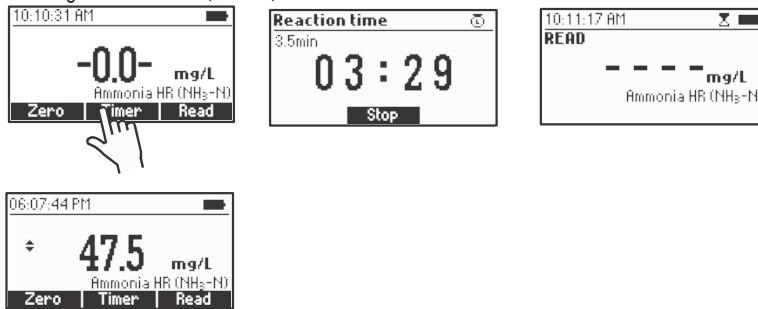 10:10:31 AM
-0.0- mg/L
Ammonia HR (NH₃-N)
Zero Timer Read
Reaction time
3.5min
03:29
Stop
10:11:17 AM
READ
---- mg/L
Ammonia HR (NH₃-N
06:07:44 PM
47.5 mg/L
Ammonia HR (NH₃-N)
Zero Timer Read